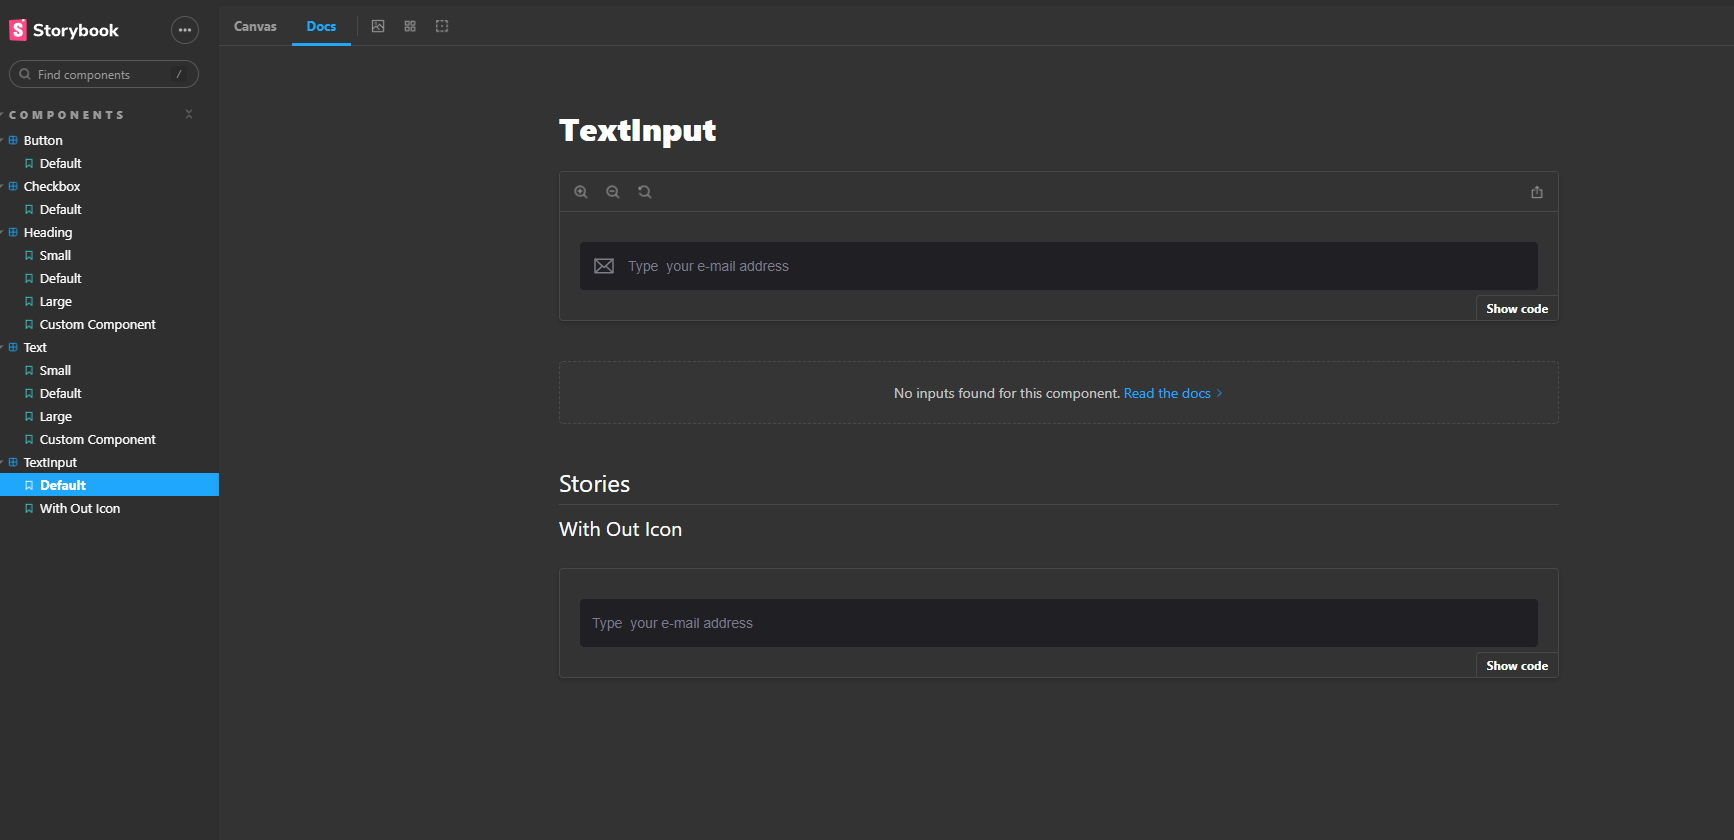 Storybook
Find components
/
COMPONENTS
Button
Default
Checkbox
Default
Heading
Small
Default
Large
Custom Component
Text
Small
Default
Large
Custom Component
TextInput
Default
With Out Icon
Canvas Docs
TextInput
Type  your e-mail address
Show code
No inputs found for this component. Read the docs
Stories
With Out Icon
Type  your e-mail address
Show code